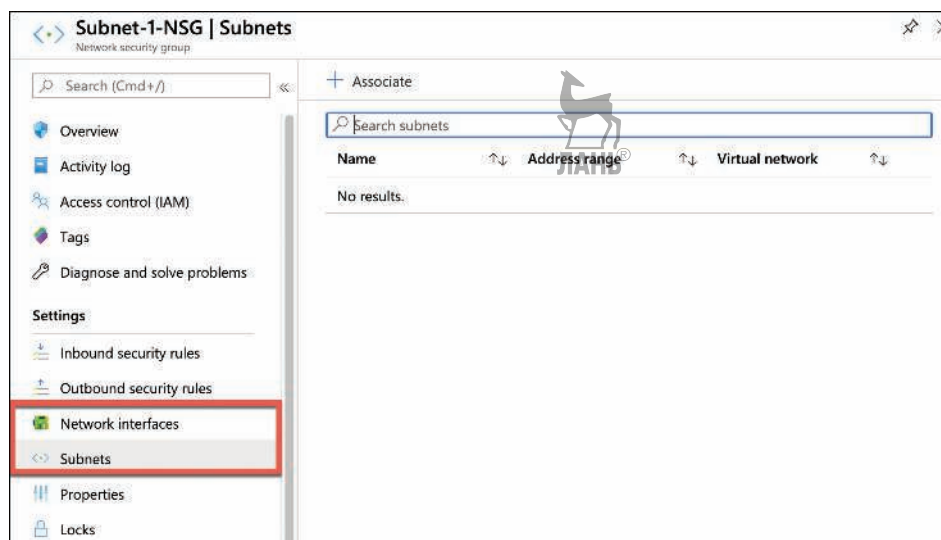 Subnet-1-NSG | Subnets
Network security group
Search (Cmd+/)
«
Overview
Activity log
Access control (IAM)
Tags
Diagnose and solve problems
Settings
Inbound security rules
Outbound security rules
Network interfaces
Subnets
Properties
Locks
+ Associate
Search subnets
Name
Address range
Virtual network
No results.
JIANB®